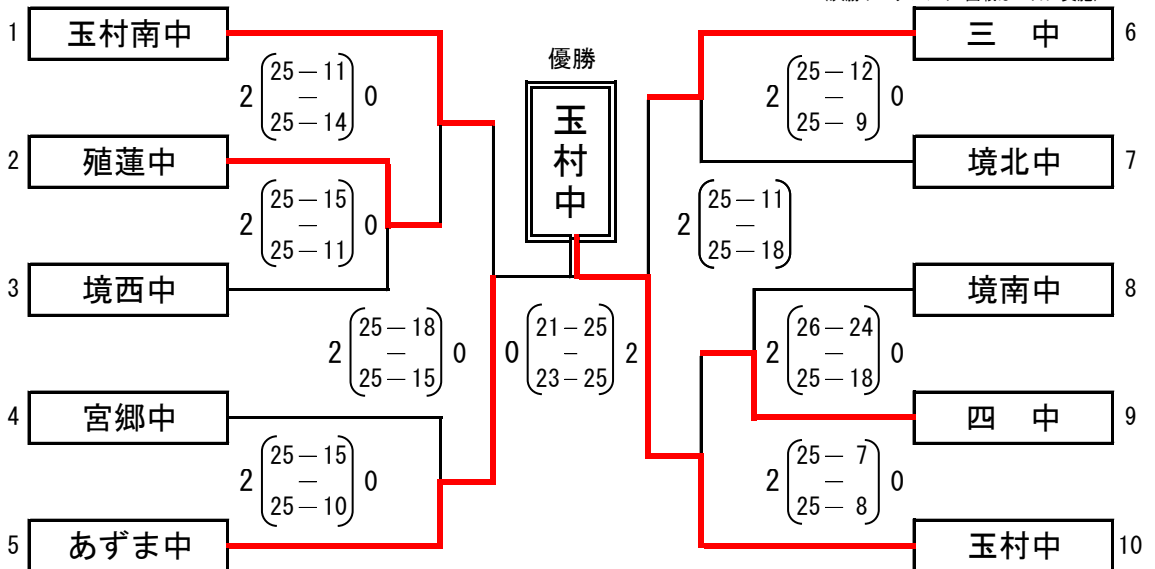 1 玉村南中
2 殖蓮中
3 境西中
4 宮郷中
5 あずま中
三 中 6
境北中 7
境南中 8
四 中 9
玉村中 10
優勝
玉村中
2 25－11 0
－
25－14
2 25－15 0
－
25－11
2 25－18 0
－
25－15
2 25－15 0
－
25－10
0 21－25 2
－
23－25
2 25－12 0
－
25－ 9
2 25－11
－
25－18
2 26－24 0
－
25－18
2 25－ 7 0
－
25－ 8